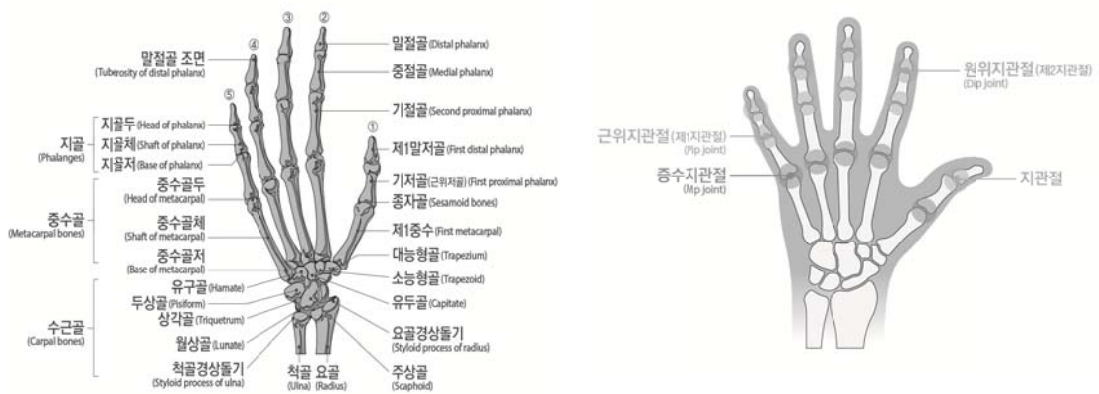 ③
②
④
⑤
①
말절골 조면
(Tuberosity of distal phalanx)
지골
(Phalanges)
지골두 (Head of phalanx)
지골체 (Shaft of phalanx)
지골저 (Base of phalanx)
중수골
(Metacarpal bones)
중수골두
(Head of metacarpal)
중수골체
(Shaft of metacarpal)
중수골저
(Base of metacarpal)
수근골
(Carpal bones)
유구골 (Hamate)
두상골 (Pisiform)
삼각골 (Triquetrum)
월상골 (Lunate)
척골경상돌기
(Styloid process of ulna)
척골
(Ulna)
요골
(Radius)
말절골 (Distal phalanx)
중절골 (Medial phalanx)
기절골 (Second proximal phalanx)
제1말저골 (First distal phalanx)
기저골(근위저골) (First proximal phalanx)
종자골 (Sesamoid bones)
제1중수 (First metacarpal)
대능형골 (Trapezium)
소능형골 (Trapezoid)
유두골 (Capitate)
요골경상돌기
(Styloid process of radius)
주상골
(Scaphoid)
원위지관절 (제2지관절)
(Dip joint)
근위지관절 (제1지관절)
(Pip joint)
증수지관절
(Mp joint)
지관절